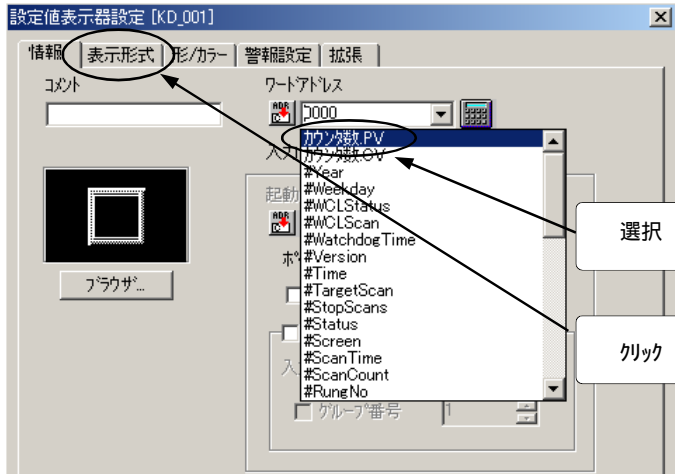 設定値表示器設定 [KD_001]
情報 表示形式 形/カラー 警報設定 拡張
コメント
ワードアドレス
0000
カウンタ数.PV
カウンタ数.CV
#Year
#Weekday
#WCLStatus
#WCLScan
#WatchdogTime
#Version
#Time
#TargetScan
#StopScans
#Status
#Screen
#ScanTime
#ScanCount
#RungNo
入力
起動
ブラウザ...
グループ番号 1
選択
クリック